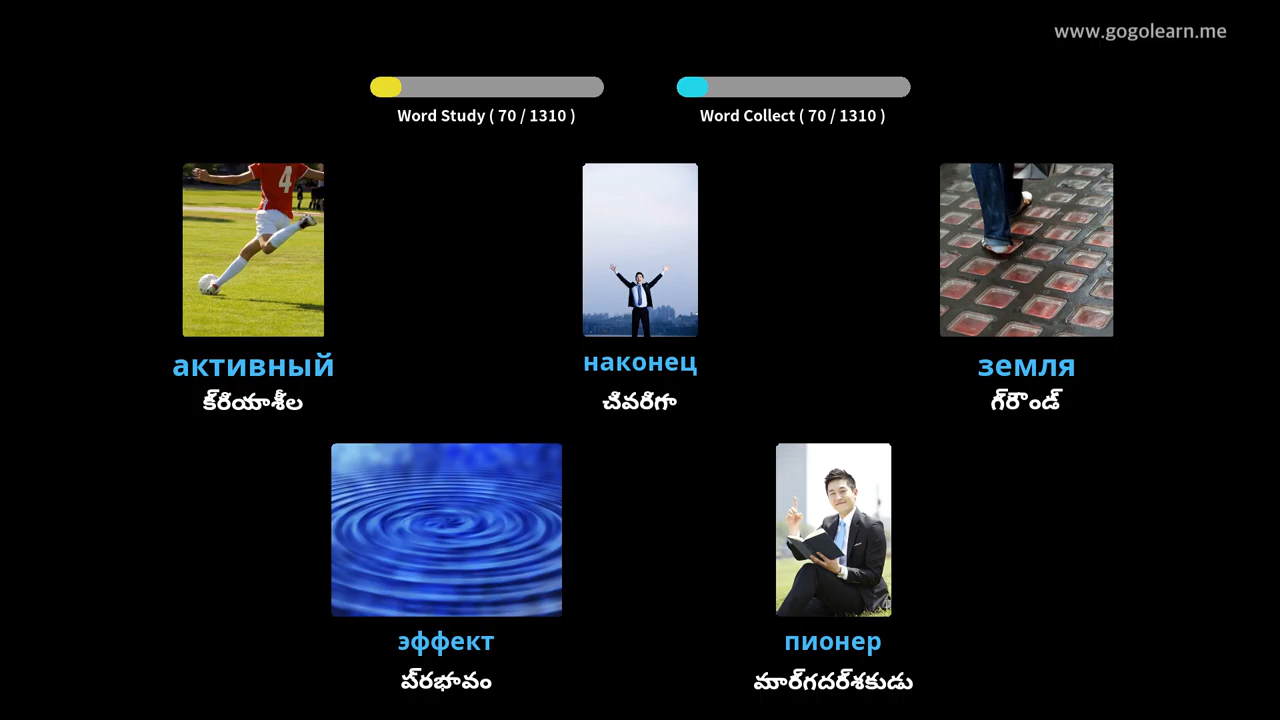 www.gogolearn.me
Word Study ( 70 / 1310 )
Word Collect ( 70 / 1310 )
активный
క్రియాశీల
наконец
చివరిగా
земля
గ్రౌండ్
эффект
ప్రభావం
пионер
మార్గదర్శకుడు